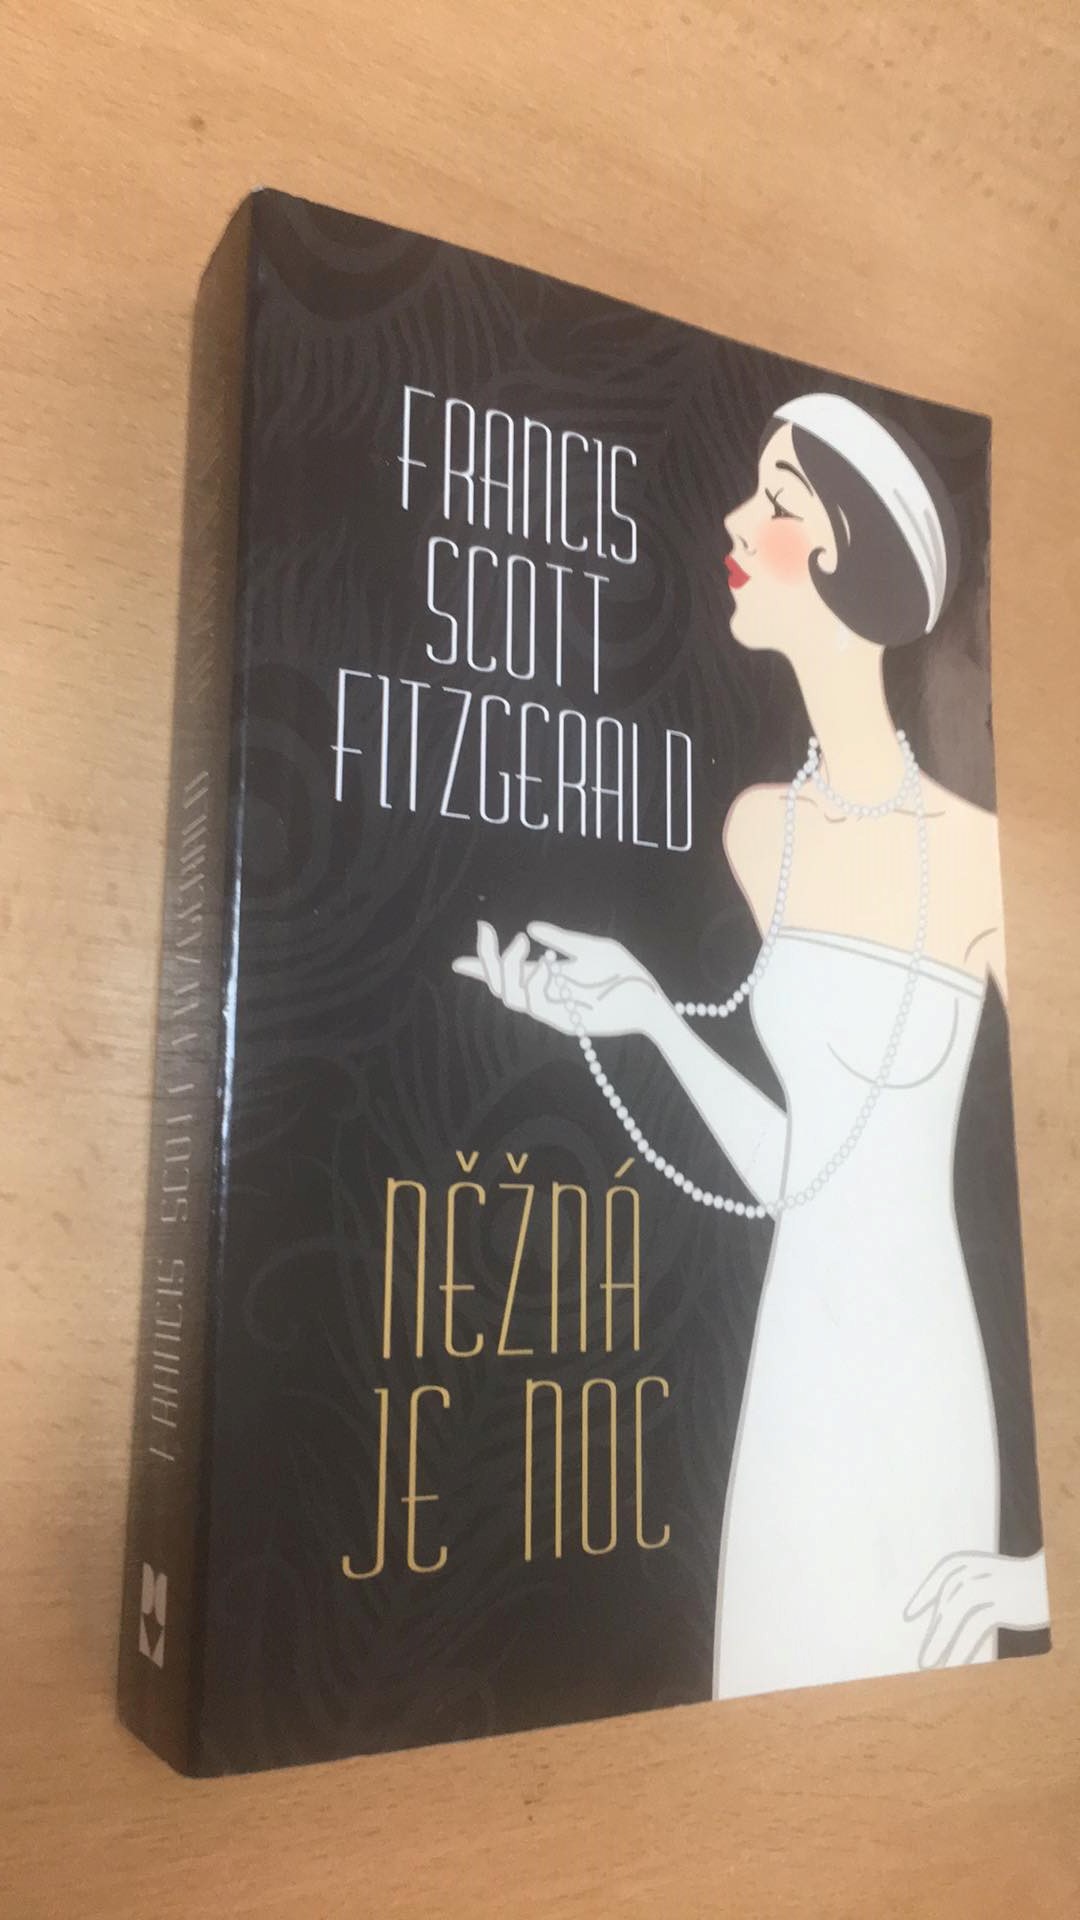 FRANCIS
SCOTT
FITZGERALD
NĚŽNÁ
JE NOC
FRANCIS SCOTT FITZGERALD